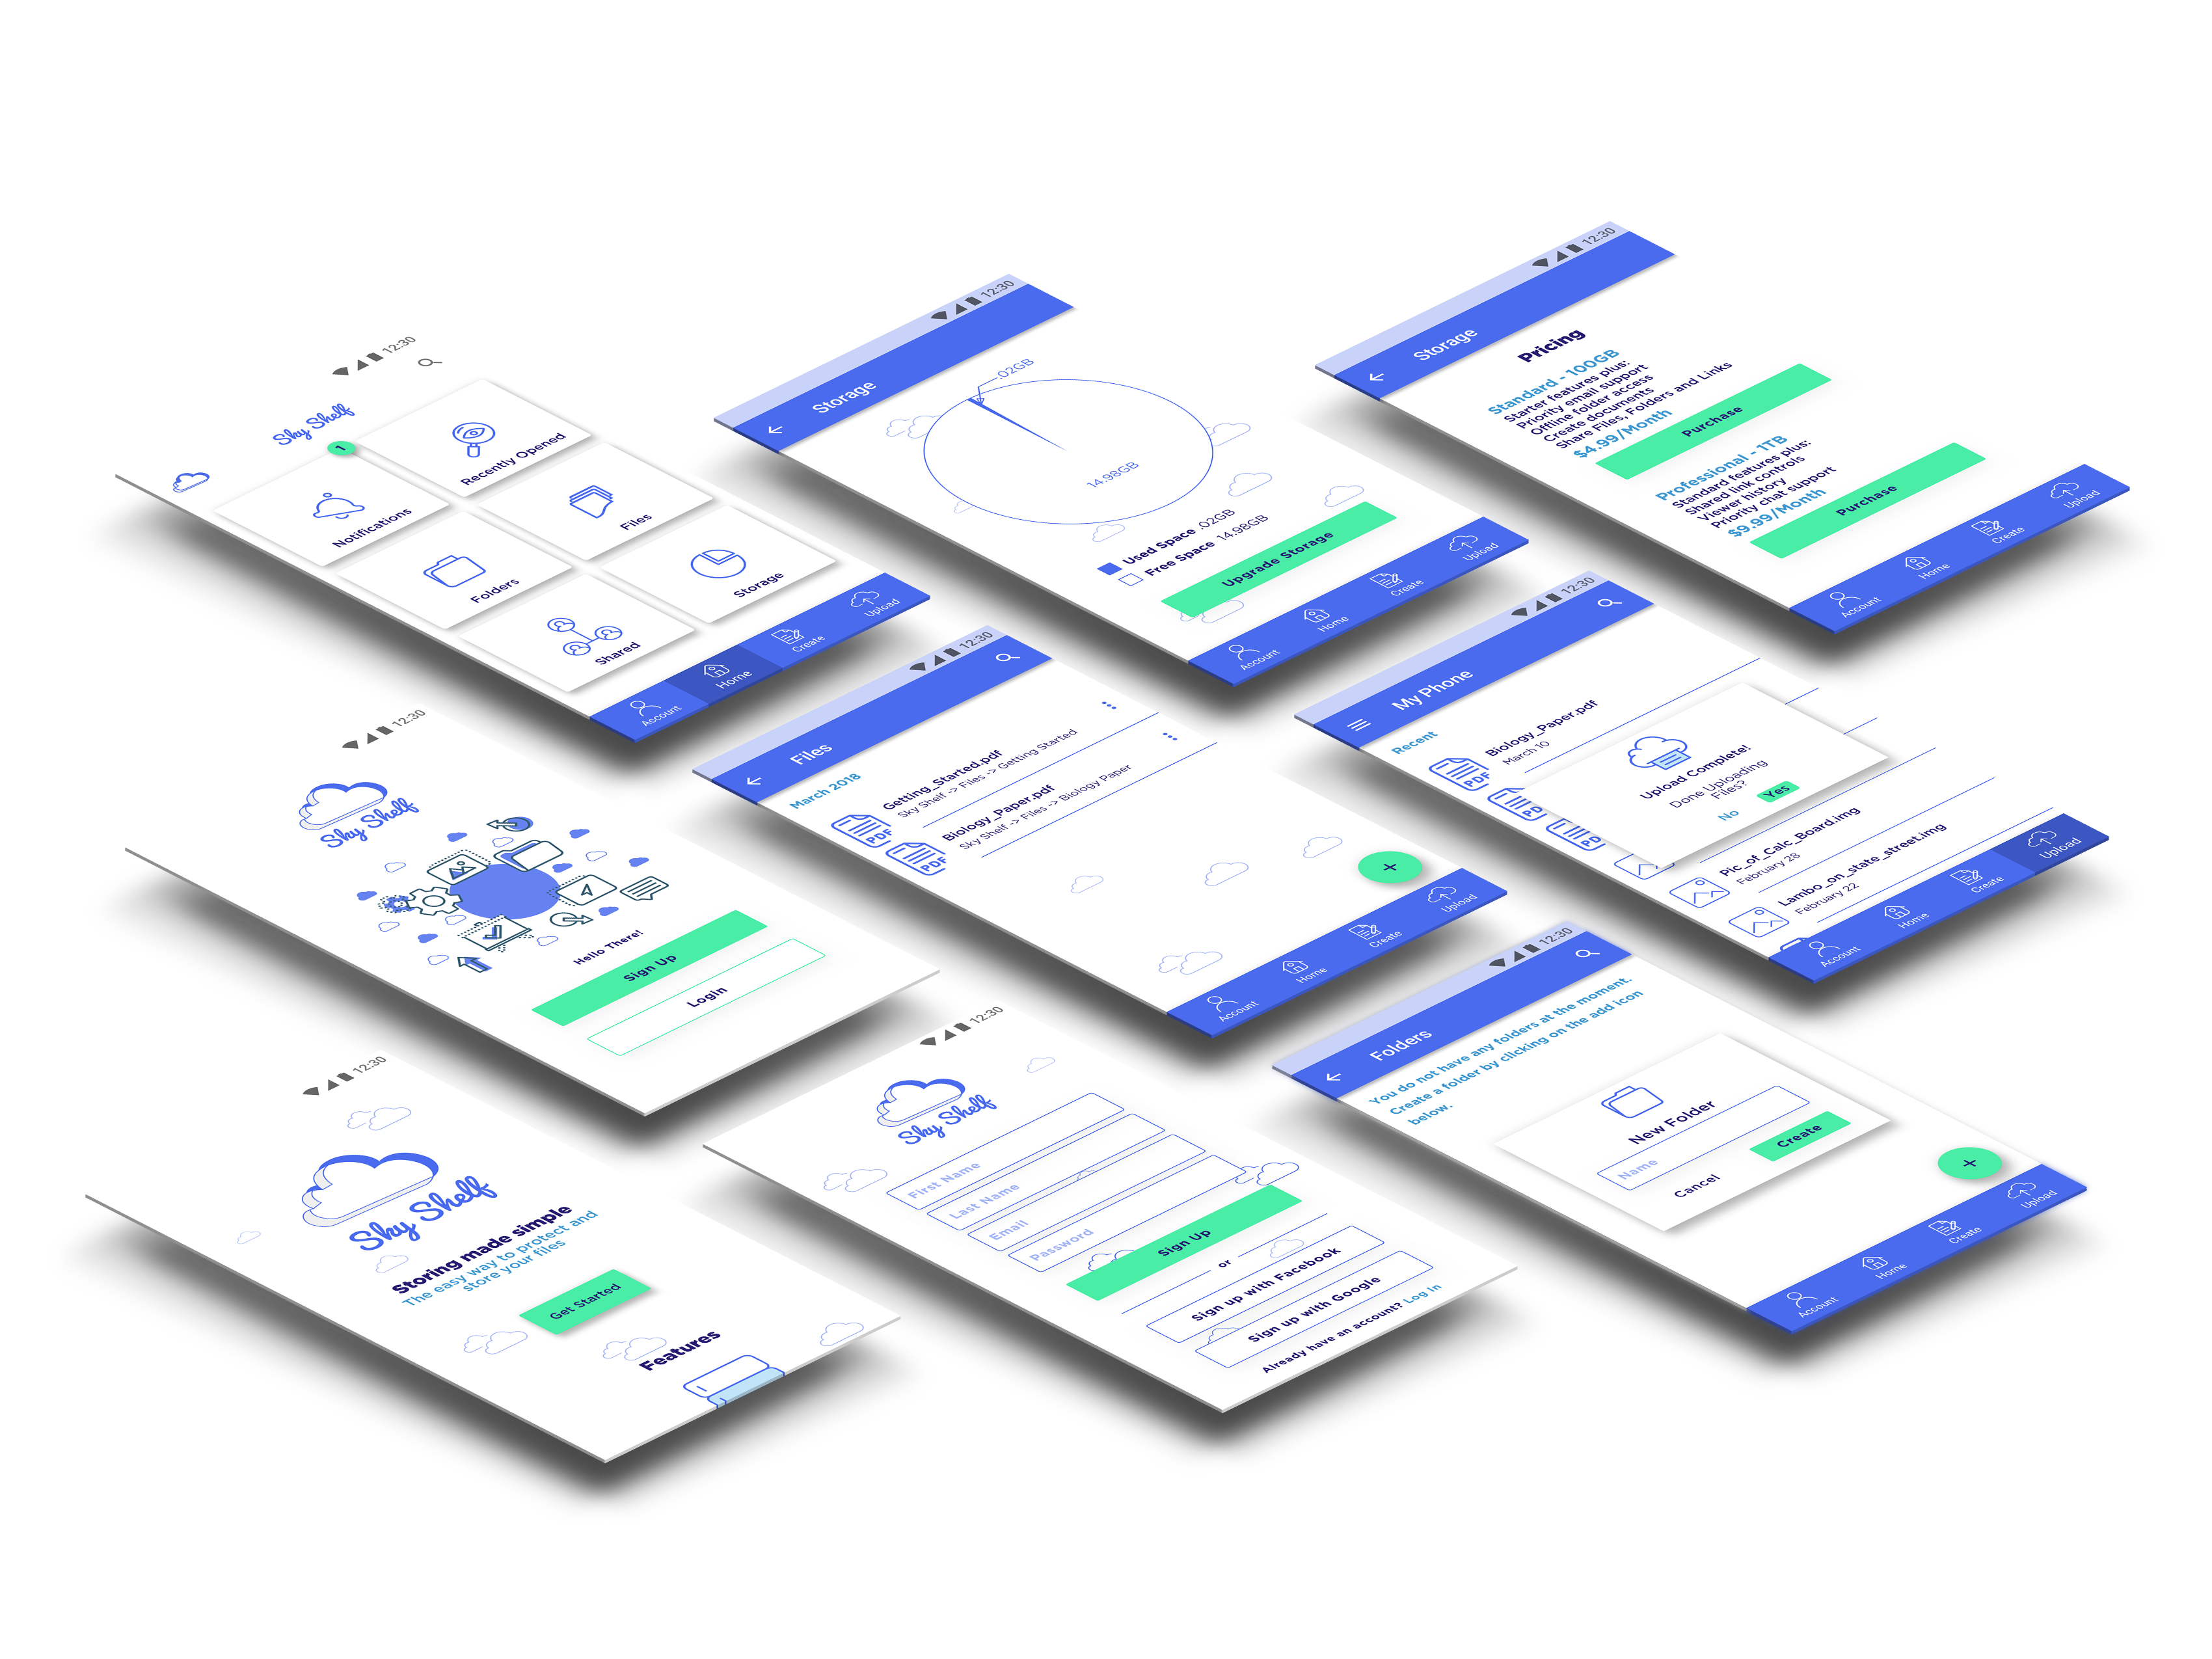 12:30
Sky Shelf
1
Notifications
Recently Opened
Folders
Files
Shared
Storage
Account
Home
Create
Upload
12:30
Storage
.02GB
14.98GB
Used Space .02GB
Free Space 14.98GB
Upgrade Storage
Account
Home
Create
Upload
12:30
Storage
Pricing
Standard - 100GB
Starter features plus:
Priority email support
Offline folder access
Create documents
Share Files, Folders and Links
$4.99/Month
Purchase
Professional - 1TB
Standard features plus:
Shared link controls
Viewer history
Priority chat support
$9.99/Month
Purchase
Account
Home
Create
Upload
12:30
Sky Shelf
Hello There!
Sign Up
Login
12:30
Files
March 2018
PDF
Getting_Started.pdf
Sky Shelf -> Files -> Getting Started
PDF
Biology_Paper.pdf
Sky Shelf -> Files -> Biology Paper
+
Account
Home
Create
Upload
12:30
My Phone
Recent
PDF
Biology_Paper.pdf
March 10
PDF
PD
Upload Complete!
Done Uploading
Files?
No
Yes
Pic_of_Calc_Board.img
February 28
Lambo_on_state_street.img
February 22
Account
Home
Create
Upload
12:30
Sky Shelf
Storing made simple
The easy way to protect and
store your files
Get Started
Features
12:30
Sky Shelf
First Name
Last Name
Email
Password
Sign Up
or
Sign up with Facebook
Sign up with Google
Already have an account? Log In
12:30
Folders
You do not have any folders at the moment.
Create a folder by clicking on the add icon
below.
New Folder
Name
Cancel
Create
+
Account
Home
Create
Upload